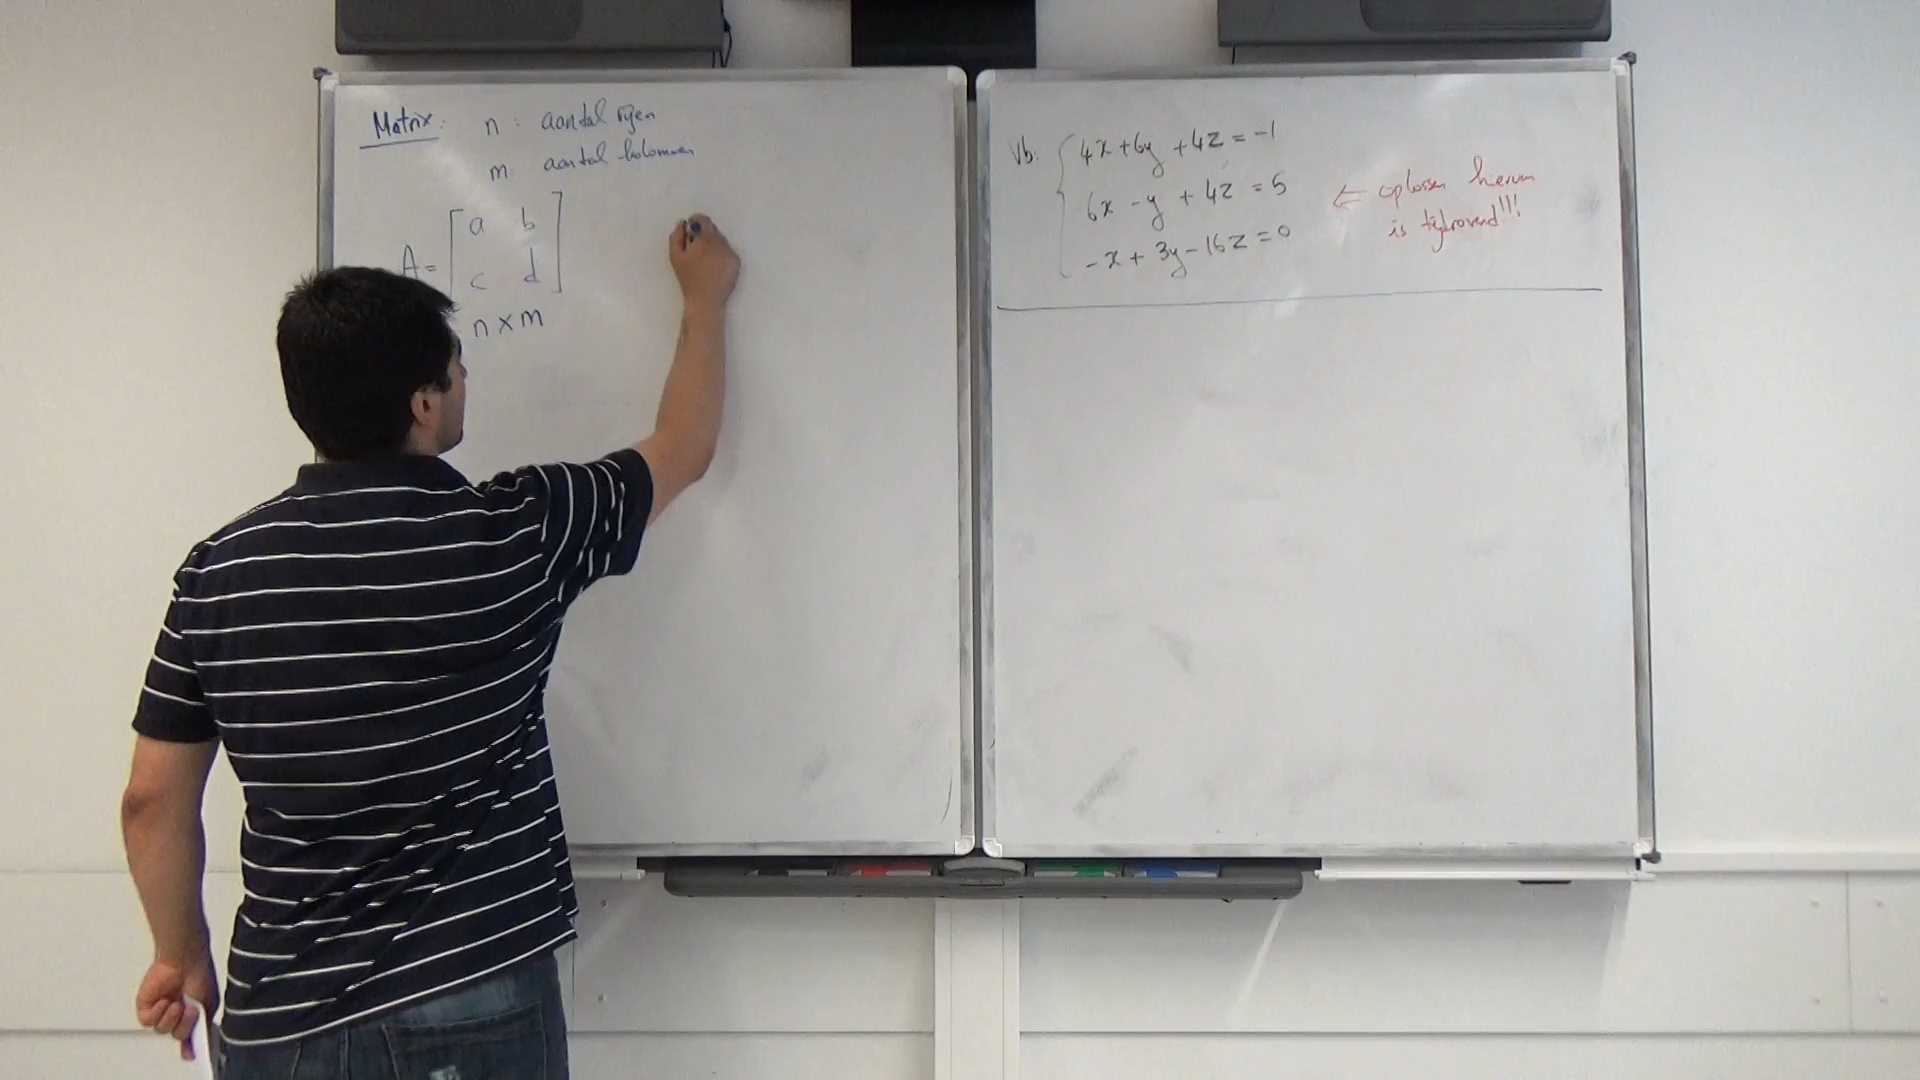 Matrix: n: aantal rijen
m: aantal kolommen
A = [ a b
c d ]
n x m
Vb: { 4x + 6y + 4z = -1
6x - y + 4z = 5
-x + 3y - 16z = 0
← oplossen hiervan
is tijdrovend!!!